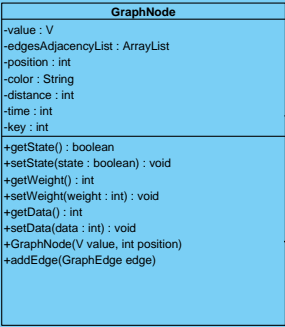 GraphNode
-value : V
-edgesAdjacencyList : ArrayList
-position : int
-color : String
-distance : int
-time : int
-key : int
+getState() : boolean
+setState(state : boolean) : void
+getWeight() : int
+setWeight(weight : int) : void
+getData() : int
+setData(data : int) : void
+GraphNode(V value, int position)
+addEdge(GraphEdge edge)